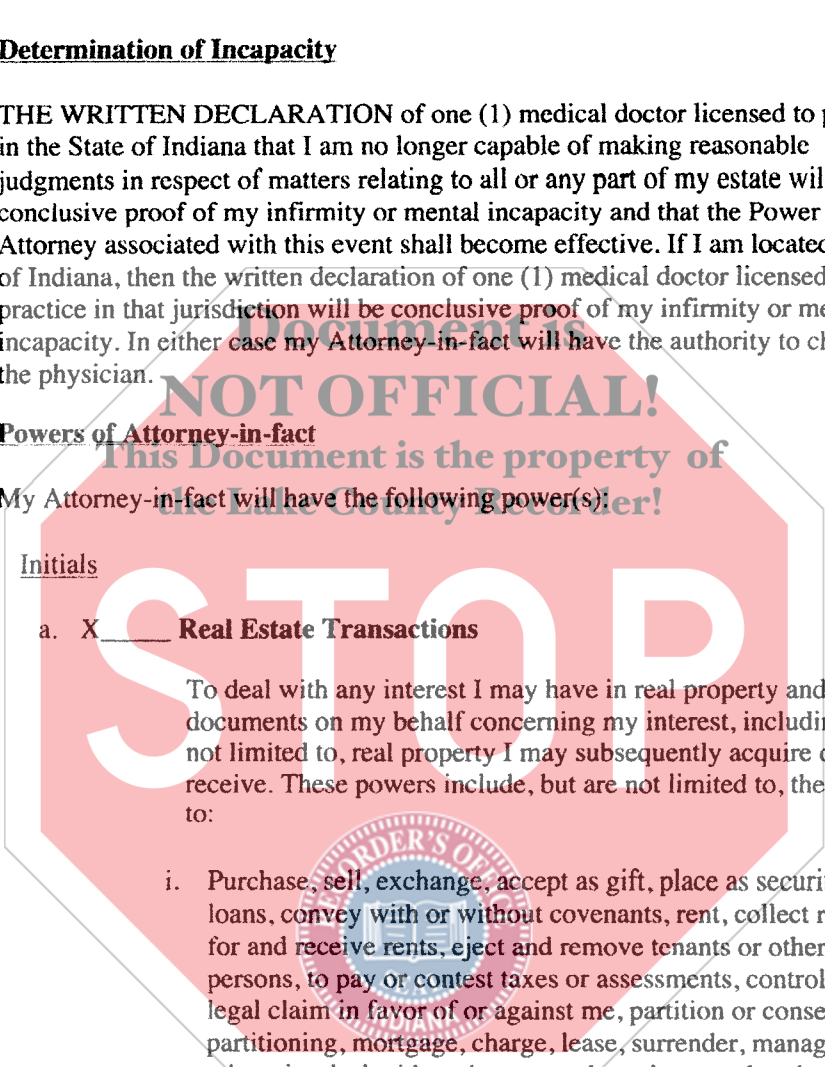 Determination of Incapacity
THE WRITTEN DECLARATION of one (1) medical doctor licensed to
in the State of Indiana that I am no longer capable of making reasonable
judgments in respect of matters relating to all or any part of my estate
conclusive proof of my infirmity or mental incapacity and that the Power
Attorney associated with this event shall become effective. If I am located
of Indiana, then the written declaration of one (1) medical doctor licensed
practice in that jurisdiction will be conclusive proof of my infirmity or
Document is
incapacity. In either case my Attorney-in-fact will have the authority to
the physician.
NOT OFFICIAL!
Powers of Attorney-in-fact
This Document is the property of
My Attorney-in-fact will have the following power(s):
the Lake County Recorder!
Initials
STOP
a. X_____ Real Estate Transactions
To deal with any interest I may have in real property and
documents on my behalf concerning my interest,
not limited to, real property I may subsequently acquire
receive. These powers include, but are not limited to, the
to:
RECORDER'S OFFICE
i. Purchase, sell, exchange, accept as gift, place as
loans, convey with or without covenants, rent, collect
for and receive rents, eject and remove tenants or other
persons, to pay or contest taxes or assessments, control
legal claim in favor of or against me, partition or
INDIANA
partitioning, mortgage, charge, lease, surrender,